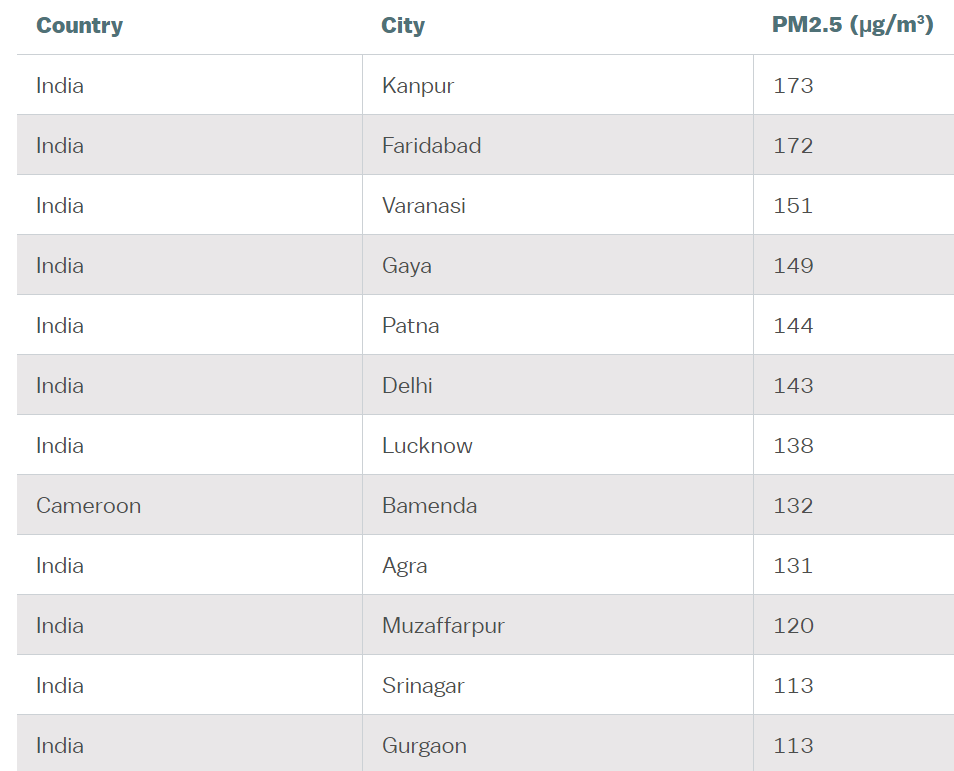 Country City PM2.5 (µg/m³)
India Kanpur 173
India Faridabad 172
India Varanasi 151
India Gaya 149
India Patna 144
India Delhi 143
India Lucknow 138
Cameroon Bamenda 132
India Agra 131
India Muzaffarpur 120
India Srinagar 113
India Gurgaon 113